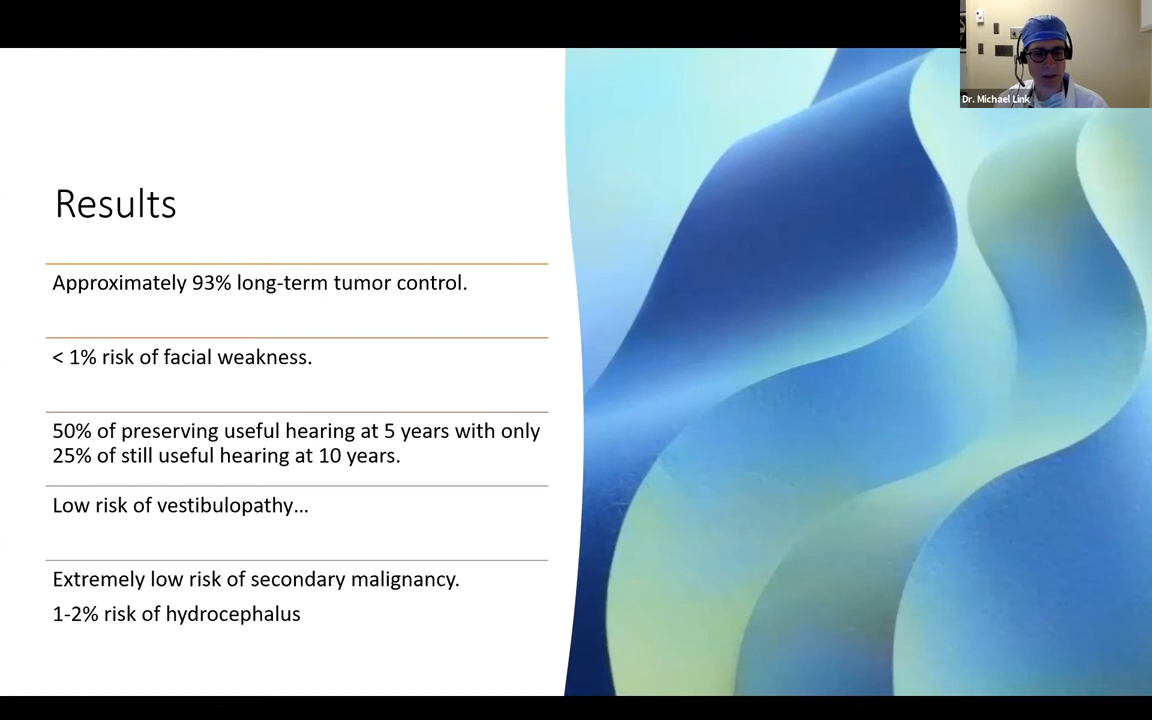 Dr. Michael Link
Results
Approximately 93% long-term tumor control.
< 1% risk of facial weakness.
50% of preserving useful hearing at 5 years with only
25% of still useful hearing at 10 years.
Low risk of vestibulopathy...
Extremely low risk of secondary malignancy.
1-2% risk of hydrocephalus